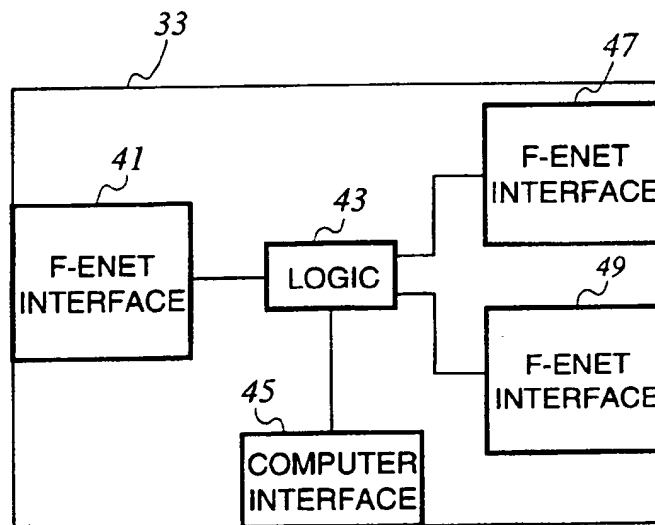 33
47
41
F-ENET
INTERFACE
43
F-ENET
INTERFACE
LOGIC
49
F-ENET
INTERFACE
45
COMPUTER
INTERFACE